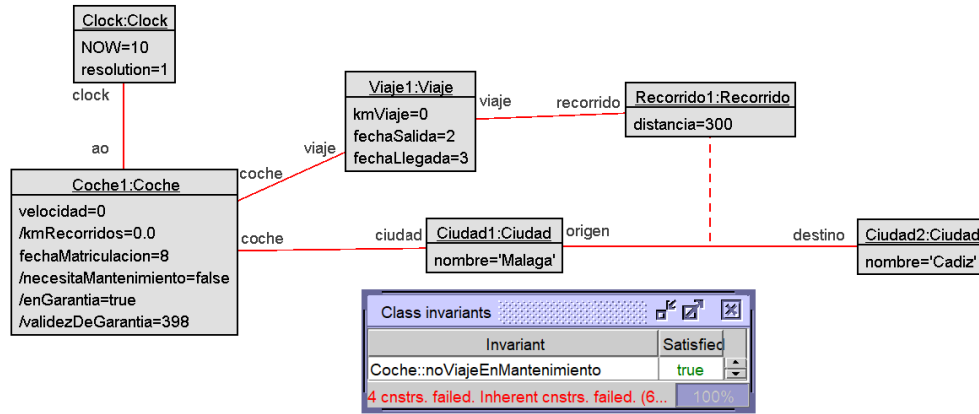 Clock:Clock
NOW=10
resolution=1
clock
ao
Viaje1:Viaje
kmViaje=0
fechaSalida=2
fechaLlegada=3
viaje
recorrido
Recorrido1:Recorrido
distancia=300
viaje
coche
Coche1:Coche
velocidad=0
/kmRecorridos=0.0
fechaMatriculacion=8
/necesitaMantenimiento=false
/enGarantia=true
/validezDeGarantia=398
coche
ciudad
Ciudad1:Ciudad
nombre='Malaga'
origen
destino
Ciudad2:Ciudad
nombre='Cadiz'
Class invariants
Invariant Satisfied
Coche::noViajeEnMantenimiento true
4 cnstrs. failed. Inherent cnstrs. failed. (6... 100%